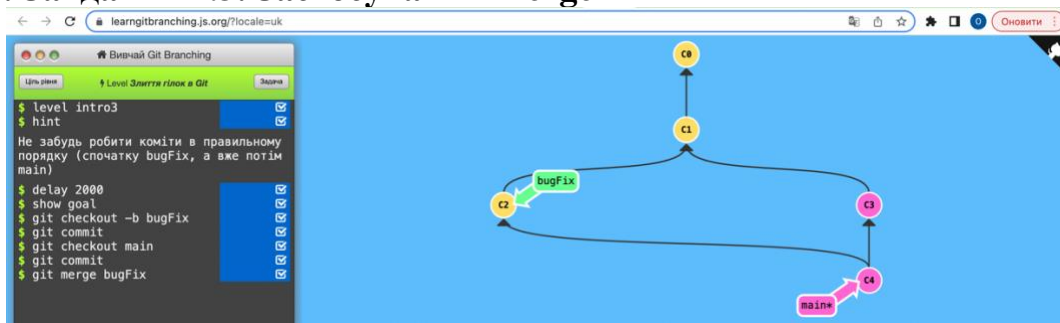 learngitbranching.js.org/?locale=uk
Оновити
Вивчай Git Branching
Ціль рівня
Level Злиття гілок в Git
Задача
$ level intro3
$ hint
Не забудь робити коміти в правильному
порядку (спочатку bugFix, а вже потім
main)
$ delay 2000
$ show goal
$ git checkout -b bugFix
$ git commit
$ git checkout main
$ git commit
$ git merge bugFix
C0
C1
bugFix
C2
C3
C4
main*